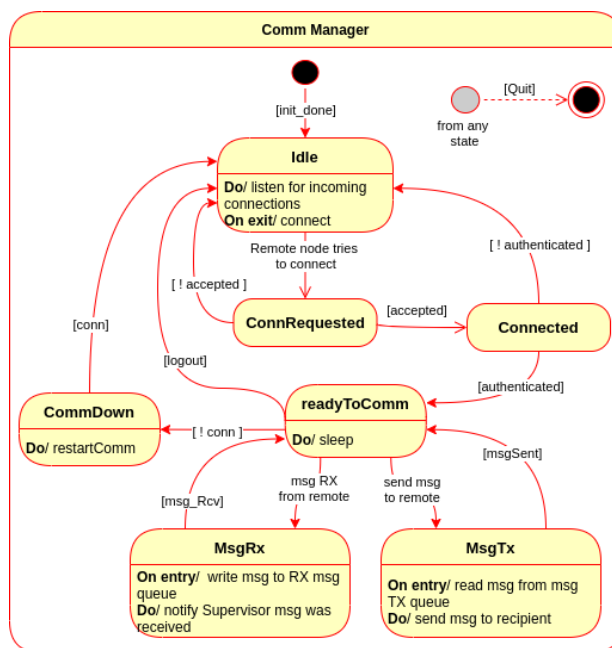 Comm Manager
[Quit]
from any
state
[init_done]
Idle
Do/ listen for incoming
connections
On exit/ connect
Remote node tries
to connect
[ ! authenticated ]
[ ! accepted ]
[conn]
ConnRequested
[accepted]
Connected
[logout]
[authenticated]
CommDown
Do/ restartComm
[ ! conn ]
readyToComm
Do/ sleep
[msgSent]
[msg_Rcv]
msg RX
from remote
send msg
to remote
MsgRx
On entry/ write msg to RX msg
queue
Do/ notify Supervisor msg was
received
MsgTx
On entry/ read msg from msg
TX queue
Do/ send msg to recipient